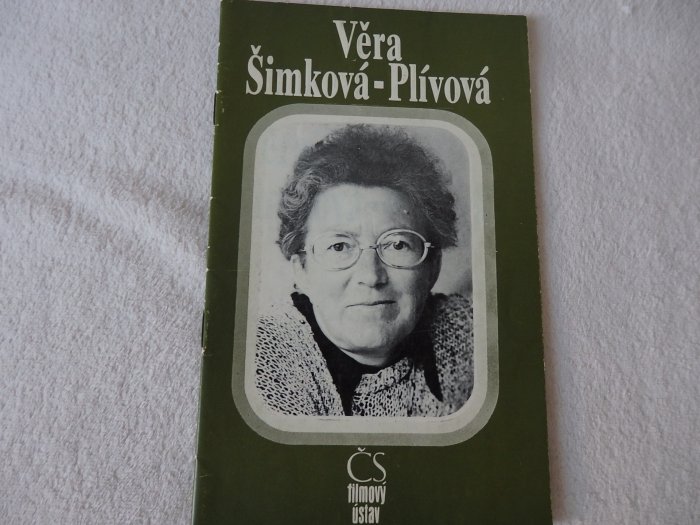 Věra
Šimková-Plívová
ČS
filmový
ústav